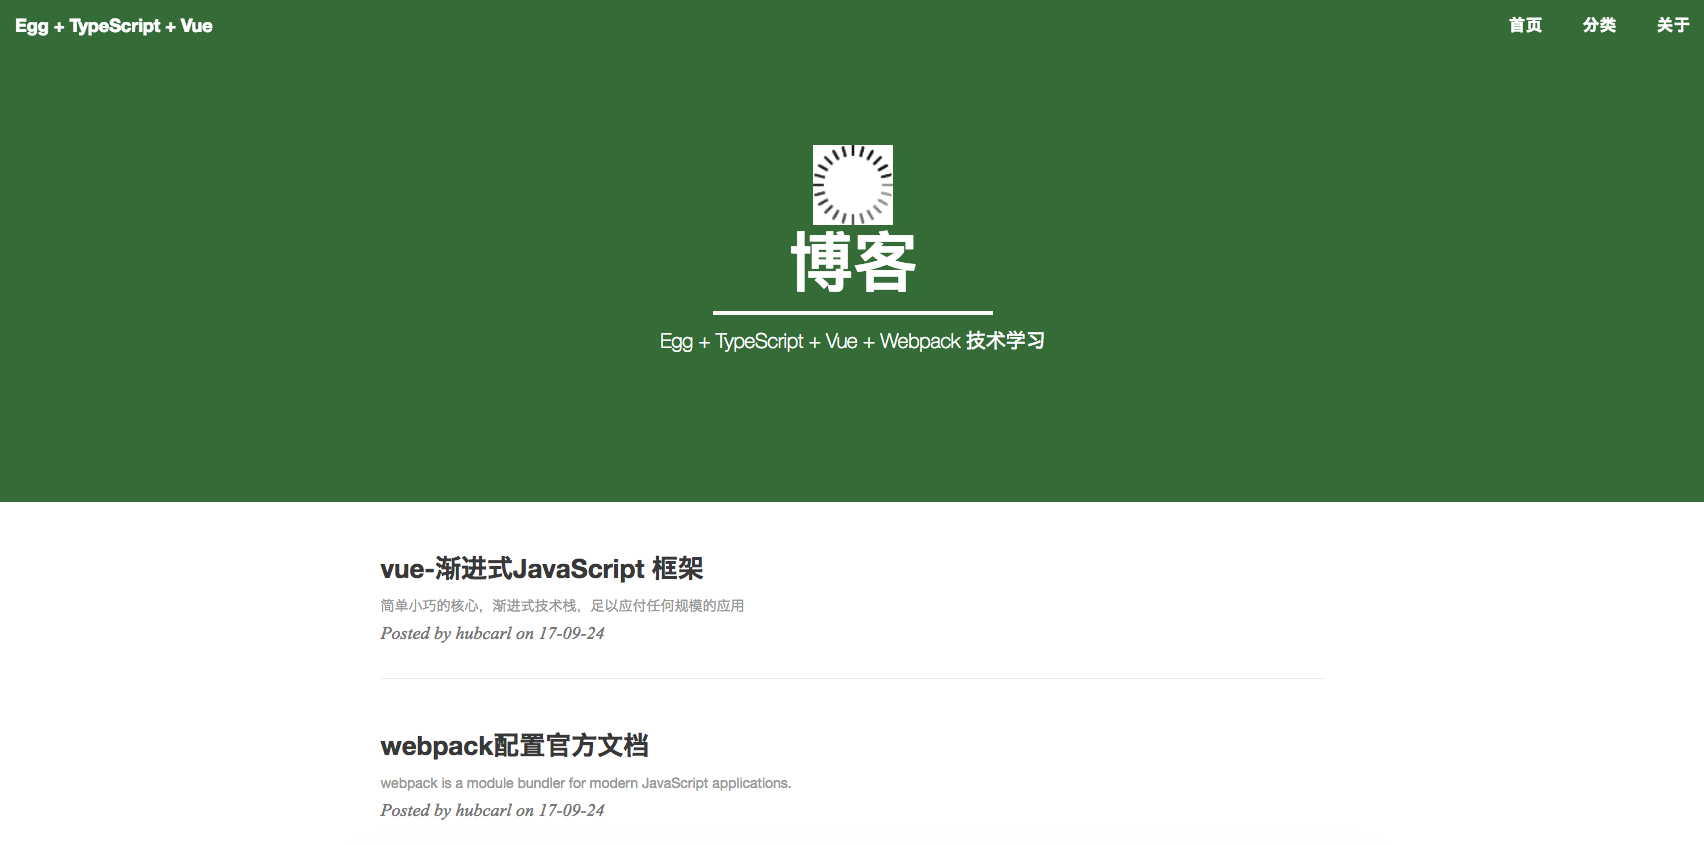 Egg + TypeScript + Vue
首页 分类 关于
博客
Egg + TypeScript + Vue + Webpack 技术学习
vue-渐进式JavaScript 框架
简单小巧的核心，渐进式技术栈，足以应付任何规模的应用
Posted by hubcarl on 17-09-24
webpack配置官方文档
webpack is a module bundler for modern JavaScript applications.
Posted by hubcarl on 17-09-24